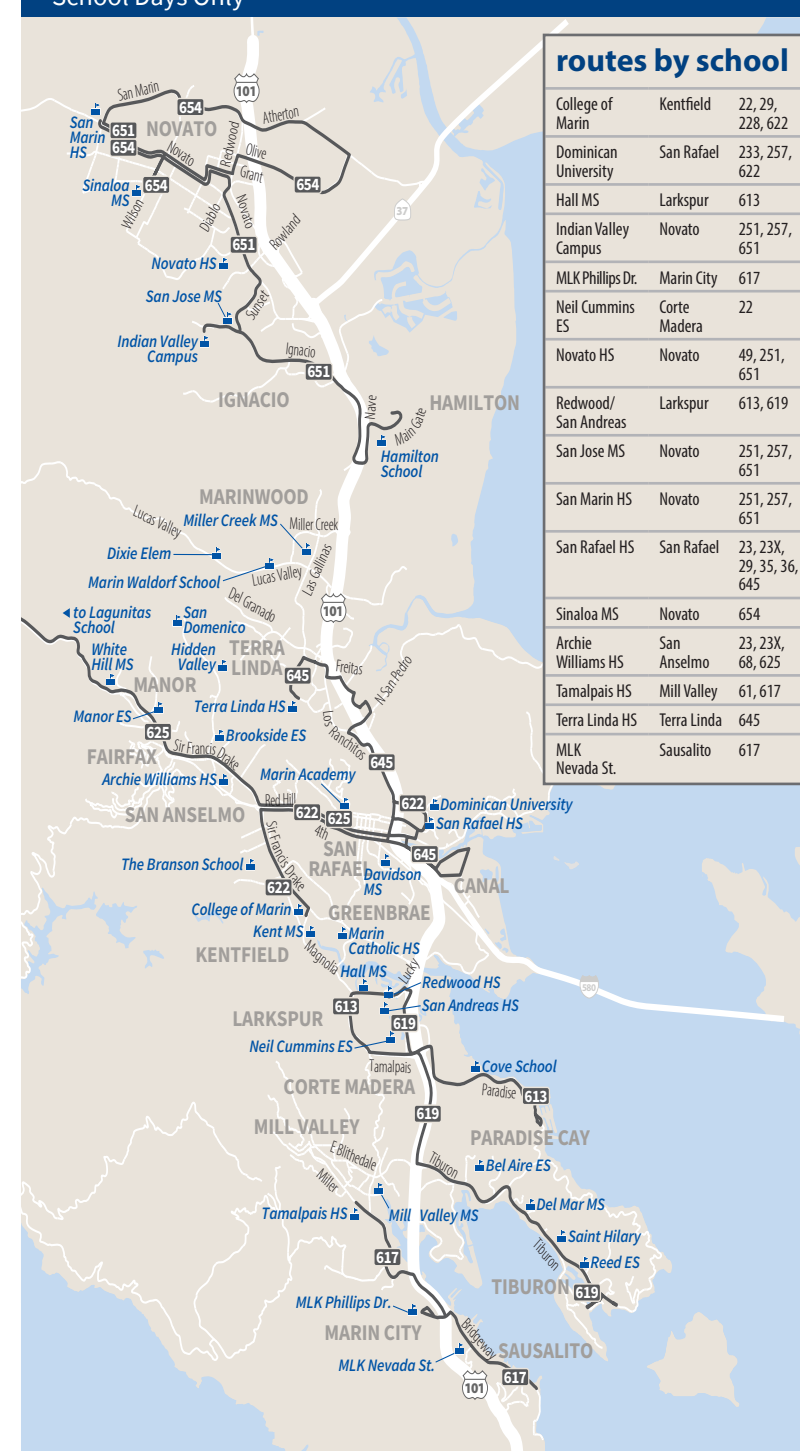 School Days Only
routes by school
College of Marin Kentfield 22, 29, 228, 622
Dominican University San Rafael 233, 257, 622
Hall MS Larkspur 613
Indian Valley Campus Novato 251, 257, 651
MLK Phillips Dr. Marin City 617
Neil Cummins ES Corte Madera 22
Novato HS Novato 49, 251, 651
Redwood/ San Andreas Larkspur 613, 619
San Jose MS Novato 251, 257, 651
San Marin HS Novato 251, 257, 651
San Rafael HS San Rafael 23, 23X, 29, 35, 36, 645
Sinaloa MS Novato 654
Archie Williams HS San Anselmo 23, 23X, 68, 625
Tamalpais HS Mill Valley 61, 617
Terra Linda HS Terra Linda 645
MLK Nevada St. Sausalito 617
San Marin
654
101
Atherton
San
Marin
HS
651
654
NOVATO
Redwood
Novato
Olive
Grant
654
Sinaloa
MS
654
Wilson
Diablo
Novato
37
651
Rowland
Novato HS
San Jose MS
Sunset
Indian Valley
Campus
Ignacio
651
IGNACIO
Nave
HAMILTON
Main Gate
Hamilton
School
MARINWOOD
Lucas Valley
Miller Creek MS
Miller Creek
Dixie Elem
Marin Waldorf School
Lucas Valley
Las Gallinas
Del Granado
101
to Lagunitas
School
San
Domenico
White
Hill MS
Hidden
Valley
TERRA
LINDA
645
Freitas
N San Pedro
MANOR
Manor ES
Terra Linda HS
Los Ranchitos
625
Brookside ES
Sir Francis Drake
645
FAIRFAX
Archie Williams HS
Marin Academy
Red Hill
622
625
622
Dominican University
San Rafael HS
SAN ANSELMO
4th
SAN
RAFAEL
645
Sir Francis Drake
The Branson School
Davidson
MS
CANAL
622
College of Marin
GREENBRAE
Kent MS
Marin
Catholic HS
KENTFIELD
Magnolia
Hall MS
Lucky
Redwood HS
580
613
San Andreas HS
LARKSPUR
619
Neil Cummins ES
Tamalpais
Cove School
CORTE MADERA
Paradise
613
619
MILL VALLEY
PARADISE CAY
E Blithedale
Tiburon
Bel Aire ES
Miller
Del Mar MS
Tamalpais HS
Mill Valley MS
Saint Hilary
Tiburon
617
Reed ES
TIBURON
619
MLK Phillips Dr.
MARIN CITY
Bridgeway
SAUSALITO
MLK Nevada St.
617
101